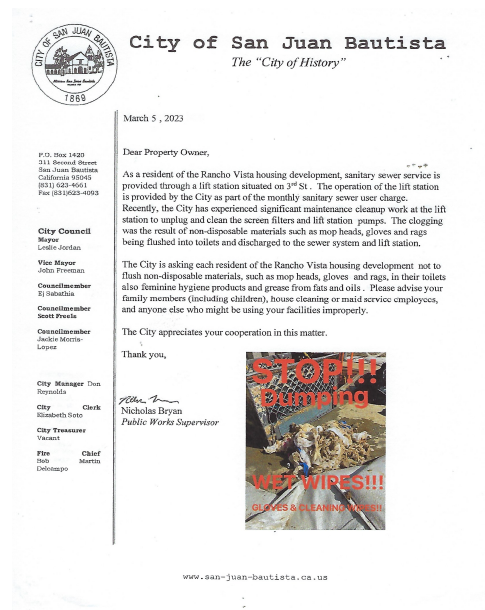 CITY OF SAN JUAN BAUTISTA
1869
City of San Juan Bautista
The "City of History"
March 5 , 2023
P.O. Box 1420
311 Second Street
San Juan Bautista
California 95045
(831) 623-4661
Fax (831)623-4093
City Council
Mayor
Leslie Jordan
Vice Mayor
John Freeman
Councilmember
Ej Sabathia
Councilmember
Scott Freels
Councilmember
Jackie Morris-
Lopez
City Manager Don
Reynolds
City Clerk
Elizabeth Soto
City Treasurer
Vacant
Fire Chief
Bob Martin
Delcampo
Dear Property Owner,
As a resident of the Rancho Vista housing development, sanitary sewer service is
provided through a lift station situated on 3rd St . The operation of the lift station
is provided by the City as part of the monthly sanitary sewer user charge.
Recently, the City has experienced significant maintenance cleanup work at the lift
station to unplug and clean the screen filters and lift station pumps. The clogging
was the result of non-disposable materials such as mop heads, gloves and rags
being flushed into toilets and discharged to the sewer system and lift station.
The City is asking each resident of the Rancho Vista housing development not to
flush non-disposable materials, such as mop heads, gloves and rags, in their toilets
also feminine hygiene products and grease from fats and oils . Please advise your
family members (including children), house cleaning or maid service employees,
and anyone else who might be using your facilities improperly.
The City appreciates your cooperation in this matter.
Thank you,
Nicholas Bryan
Public Works Supervisor
STOP!!!
Dumping
WET WIPES!!!
GLOVES & CLEANING WIPES!!
www.san-juan-bautista.ca.us